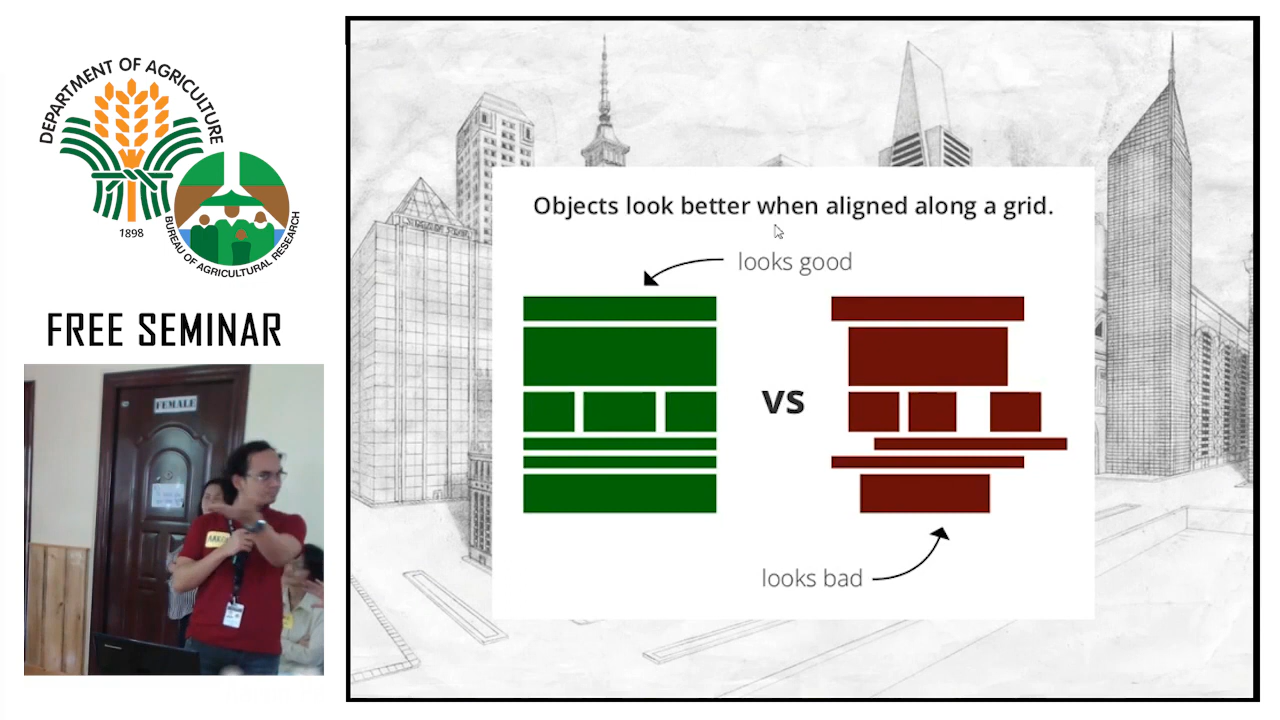 DEPARTMENT OF AGRICULTURE
1898
BUREAU OF AGRICULTURAL RESEARCH
FREE SEMINAR
FEMALE
Objects look better when aligned along a grid.
looks good
vs
looks bad